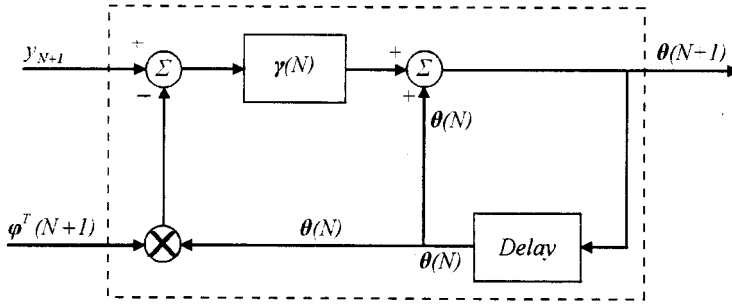 y_{N+1}
+
Σ
−
γ(N)
+
Σ
+
θ(N+1)
θ(N)
φ^T (N+1)
θ(N)
θ(N)
Delay